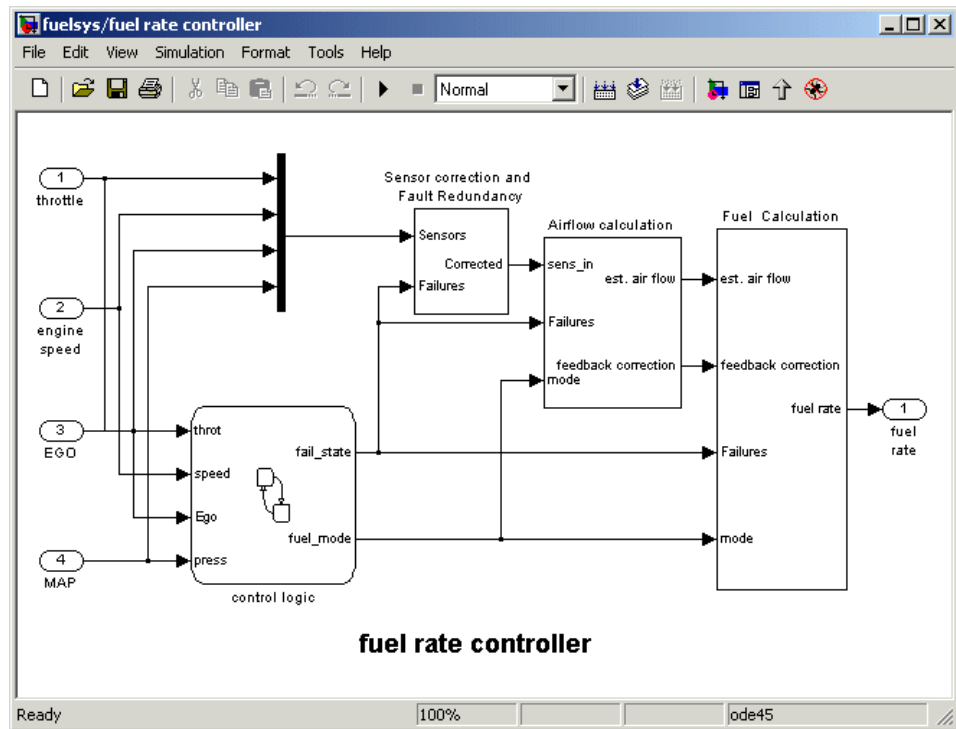 fuelsys/fuel rate controller
File Edit View Simulation Format Tools Help
Normal
1
throttle
2
engine
speed
3
EGO
4
MAP
Sensor correction and
Fault Redundancy
Sensors
Corrected
Failures
Airflow calculation
sens_in
est. air flow
Failures
feedback correction
mode
Fuel Calculation
est. air flow
feedback correction
fuel rate
Failures
mode
1
fuel
rate
throt
fail_state
speed
Ego
fuel_mode
press
control logic
fuel rate controller
Ready 100% ode45